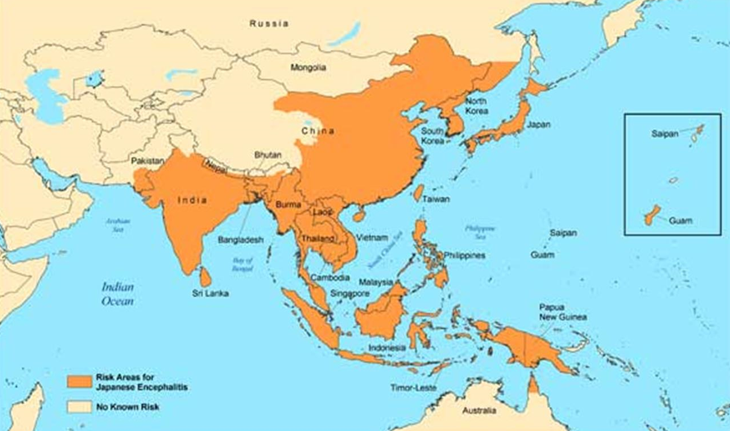 Russia
Mongolia
North
Korea
China
South
Korea
Japan
Saipan
Pakistan
Nepal
Bhutan
India
Burma
Taiwan
Laos
Guam
Arabian
Sea
Bangladesh
Thailand
Vietnam
South China Sea
Philippine
Sea
Saipan
Guam
Bay of
Bengal
Philippines
Cambodia
Malaysia
Singapore
Indian
Ocean
Sri Lanka
Papua
New Guinea
Indonesia
Timor-Leste
Australia
Risk Areas for
Japanese Encephalitis
No Known Risk